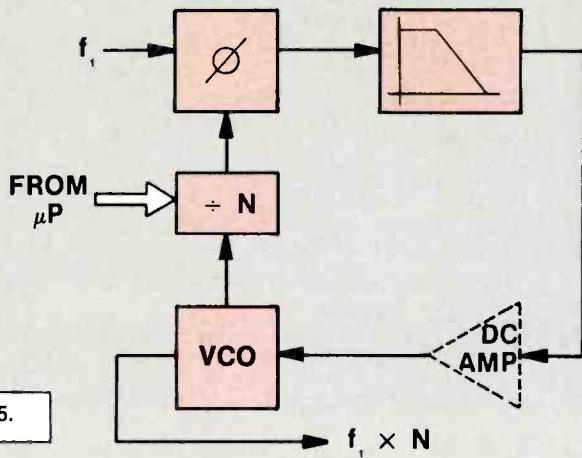 f₁
∅
FROM
μP
÷ N
VCO
DC
AMP
5.
f₁ × N